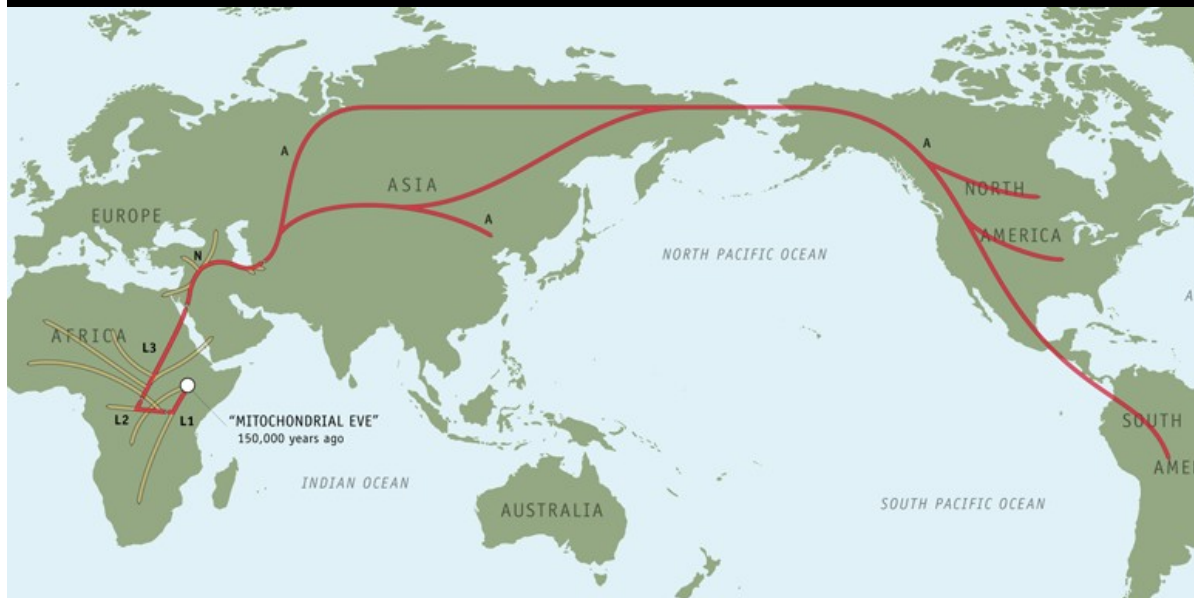 A
ASIA
A
EUROPE
N
AFRICA
L3
L2
L1
"MITOCHONDRIAL EVE"
150,000 years ago
INDIAN OCEAN
AUSTRALIA
NORTH PACIFIC OCEAN
A
NORTH
AMERICA
A
SOUTH
AME
SOUTH PACIFIC OCEAN